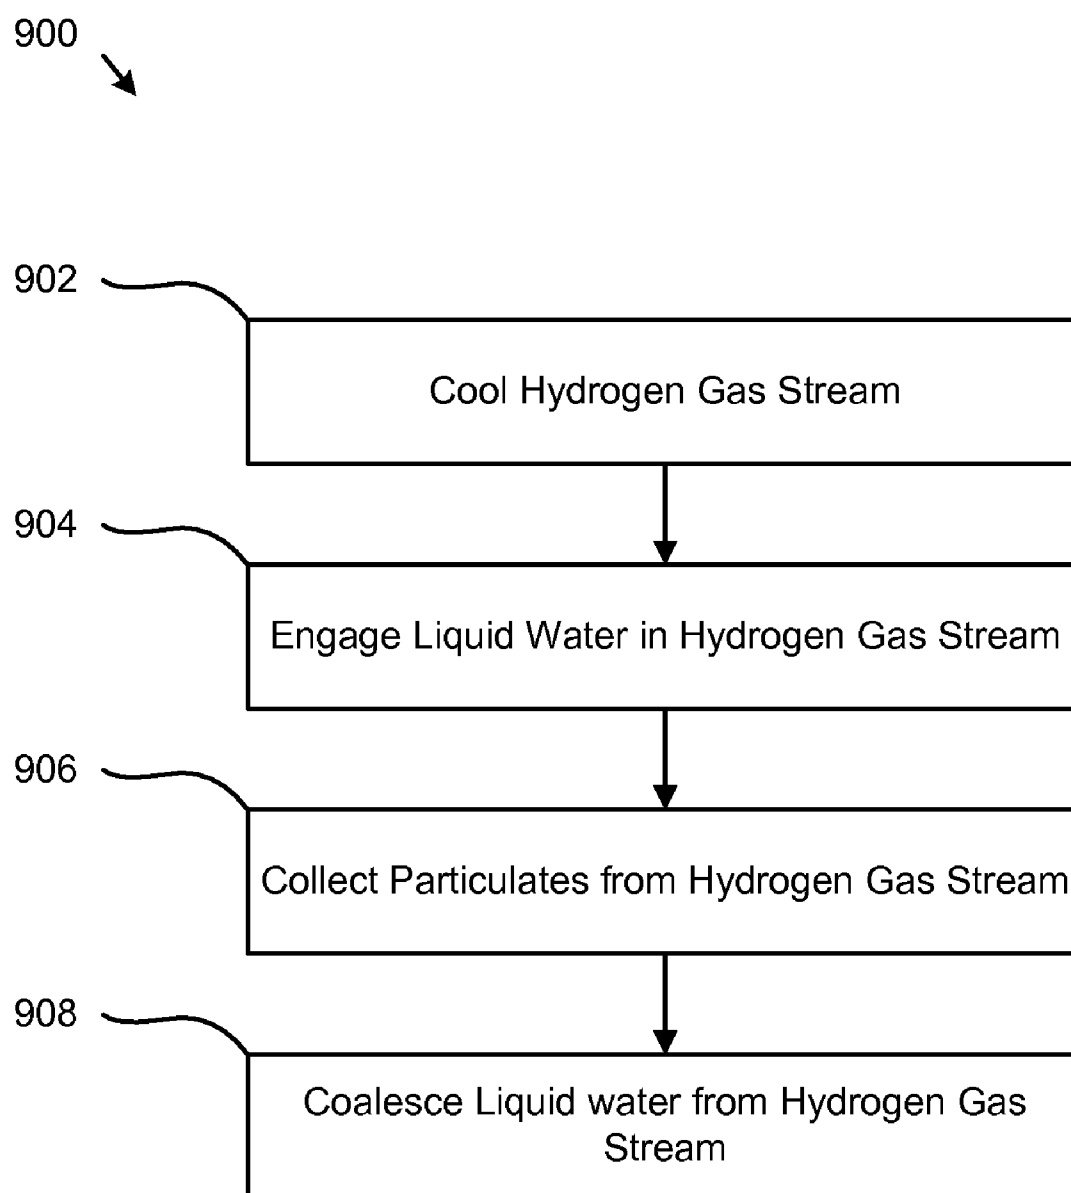 900
902
Cool Hydrogen Gas Stream
904
Engage Liquid Water in Hydrogen Gas Stream
906
Collect Particulates from Hydrogen Gas Stream
908
Coalesce Liquid water from Hydrogen Gas
Stream